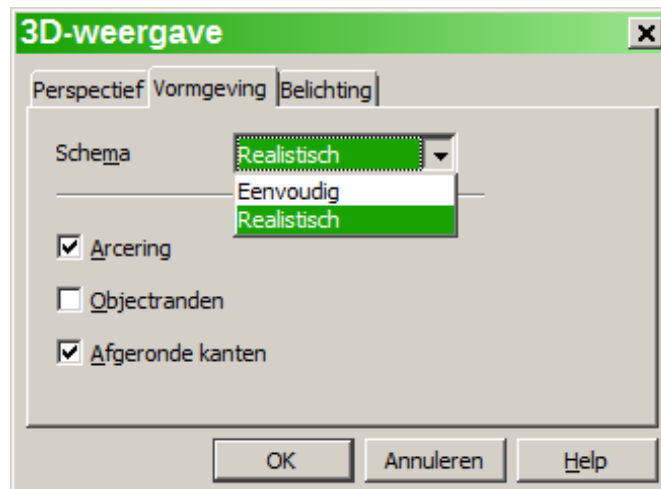 3D-weergave
Perspectief Vormgeving Belichting
Schema Realistisch
Eenvoudig
Realistisch
Arcering
Objectranden
Afgeronde kanten
OK Annuleren Help